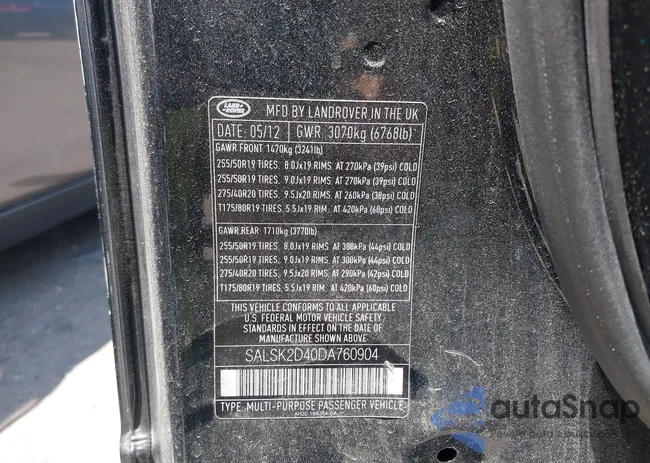 LAND ROVER MFD BY LANDROVER IN THE UK
DATE: 05/12 GWR: 3070kg (6768lb)
GAWR FRONT: 1470kg (3241lb)
255/50R19 TIRES, 8.0Jx19 RIMS, AT 270kPa (39psi) COLD
255/50R19 TIRES, 9.0Jx19 RIMS, AT 270kPa (39psi) COLD
275/40R20 TIRES, 9.5Jx20 RIMS, AT 260kPa (38psi) COLD
T175/80R19 TIRES, 5.5Jx19 RIM, AT 420kPa (60psi) COLD
GAWR REAR: 1710kg (3770lb)
255/50R19 TIRES, 8.0Jx19 RIMS, AT 300kPa (44psi) COLD
255/50R19 TIRES, 9.0Jx19 RIMS, AT 300kPa (44psi) COLD
275/40R20 TIRES, 9.5Jx20 RIMS, AT 290kPa (42psi) COLD
T175/80R19 TIRES, 5.5Jx19 RIM, AT 420kPa (60psi) COLD
THIS VEHICLE CONFORMS TO ALL APPLICABLE
U.S. FEDERAL MOTOR VEHICLE SAFETY
STANDARDS IN EFFECT ON THE DATE OF
MANUFACTURE SHOWN ABOVE.
SALSK2D40DA760904
TYPE: MULTI-PURPOSE PASSENGER VEHICLE
autoSnap